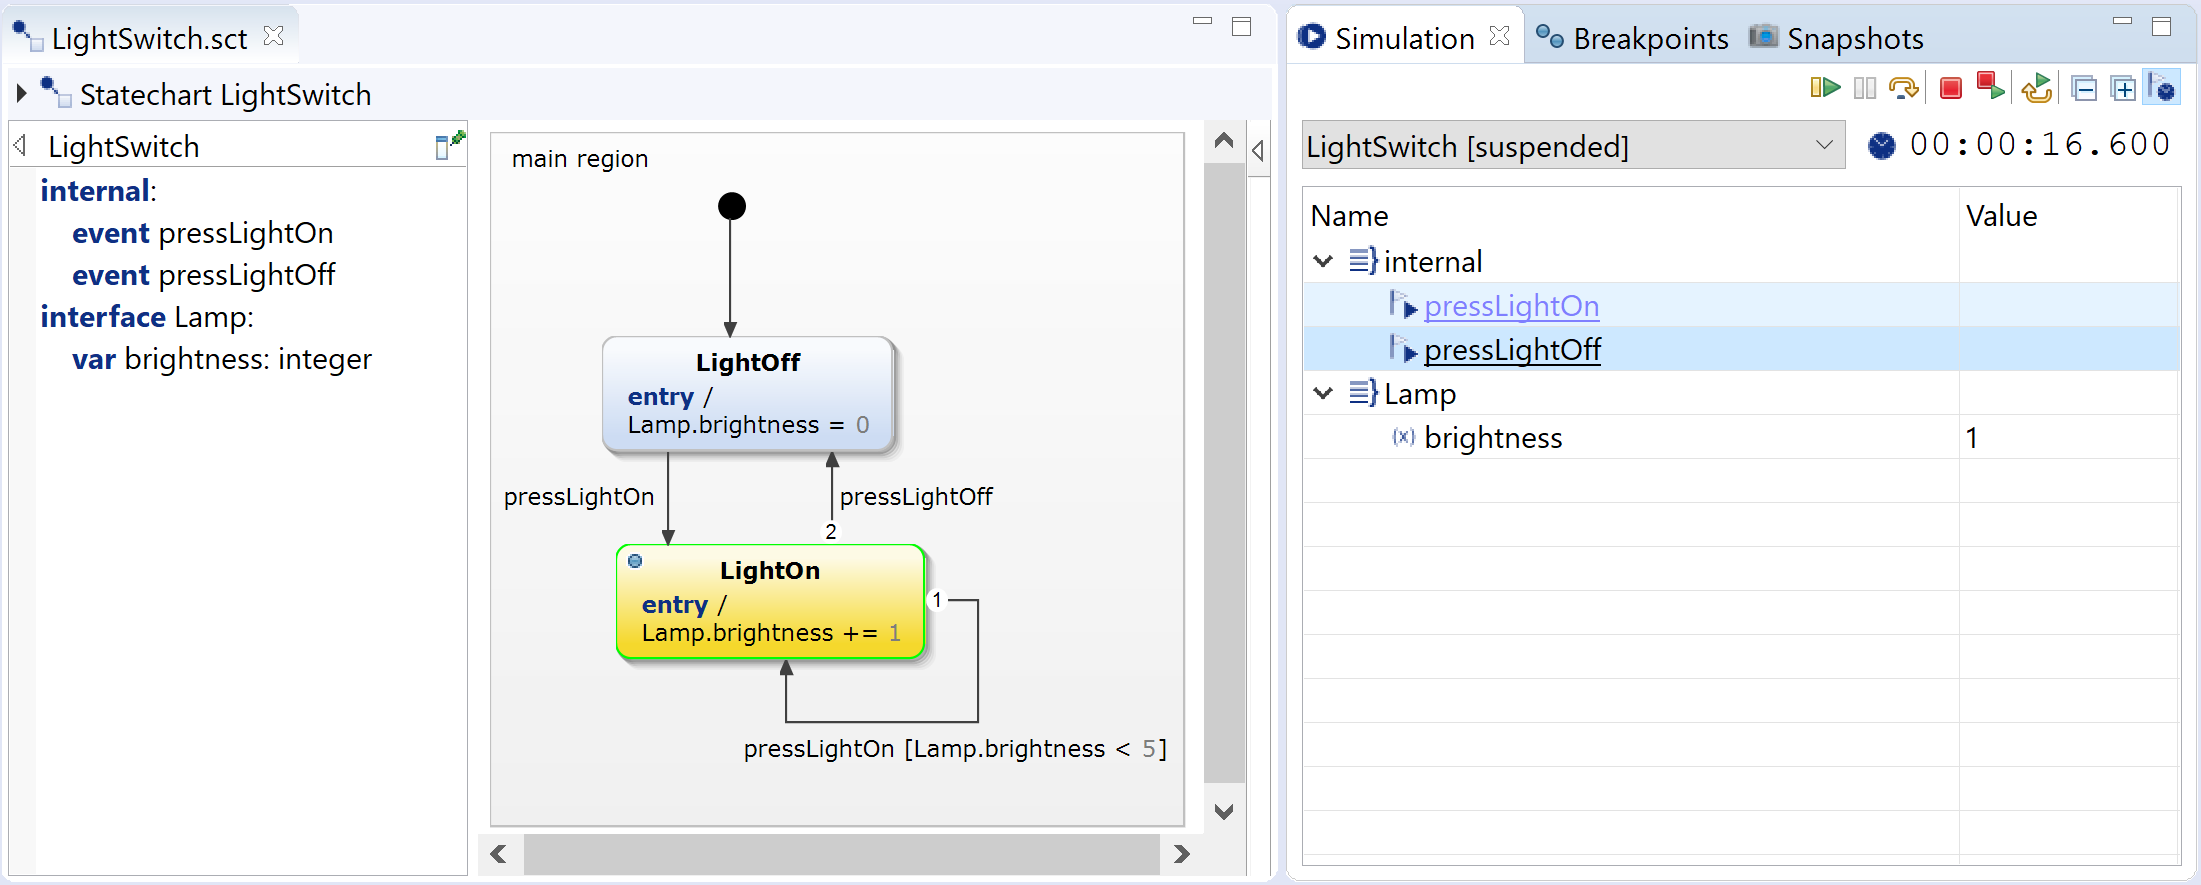 LightSwitch.sct
Statechart LightSwitch
LightSwitch
internal:
event pressLightOn
event pressLightOff
interface Lamp:
var brightness: integer
main region
LightOff
entry /
Lamp.brightness = 0
pressLightOn
pressLightOff
2
LightOn
entry /
Lamp.brightness += 1
1
pressLightOn [Lamp.brightness < 5]
Simulation
Breakpoints
Snapshots
LightSwitch [suspended]
00:00:16.600
Name Value
internal
pressLightOn
pressLightOff
Lamp
(x) brightness 1